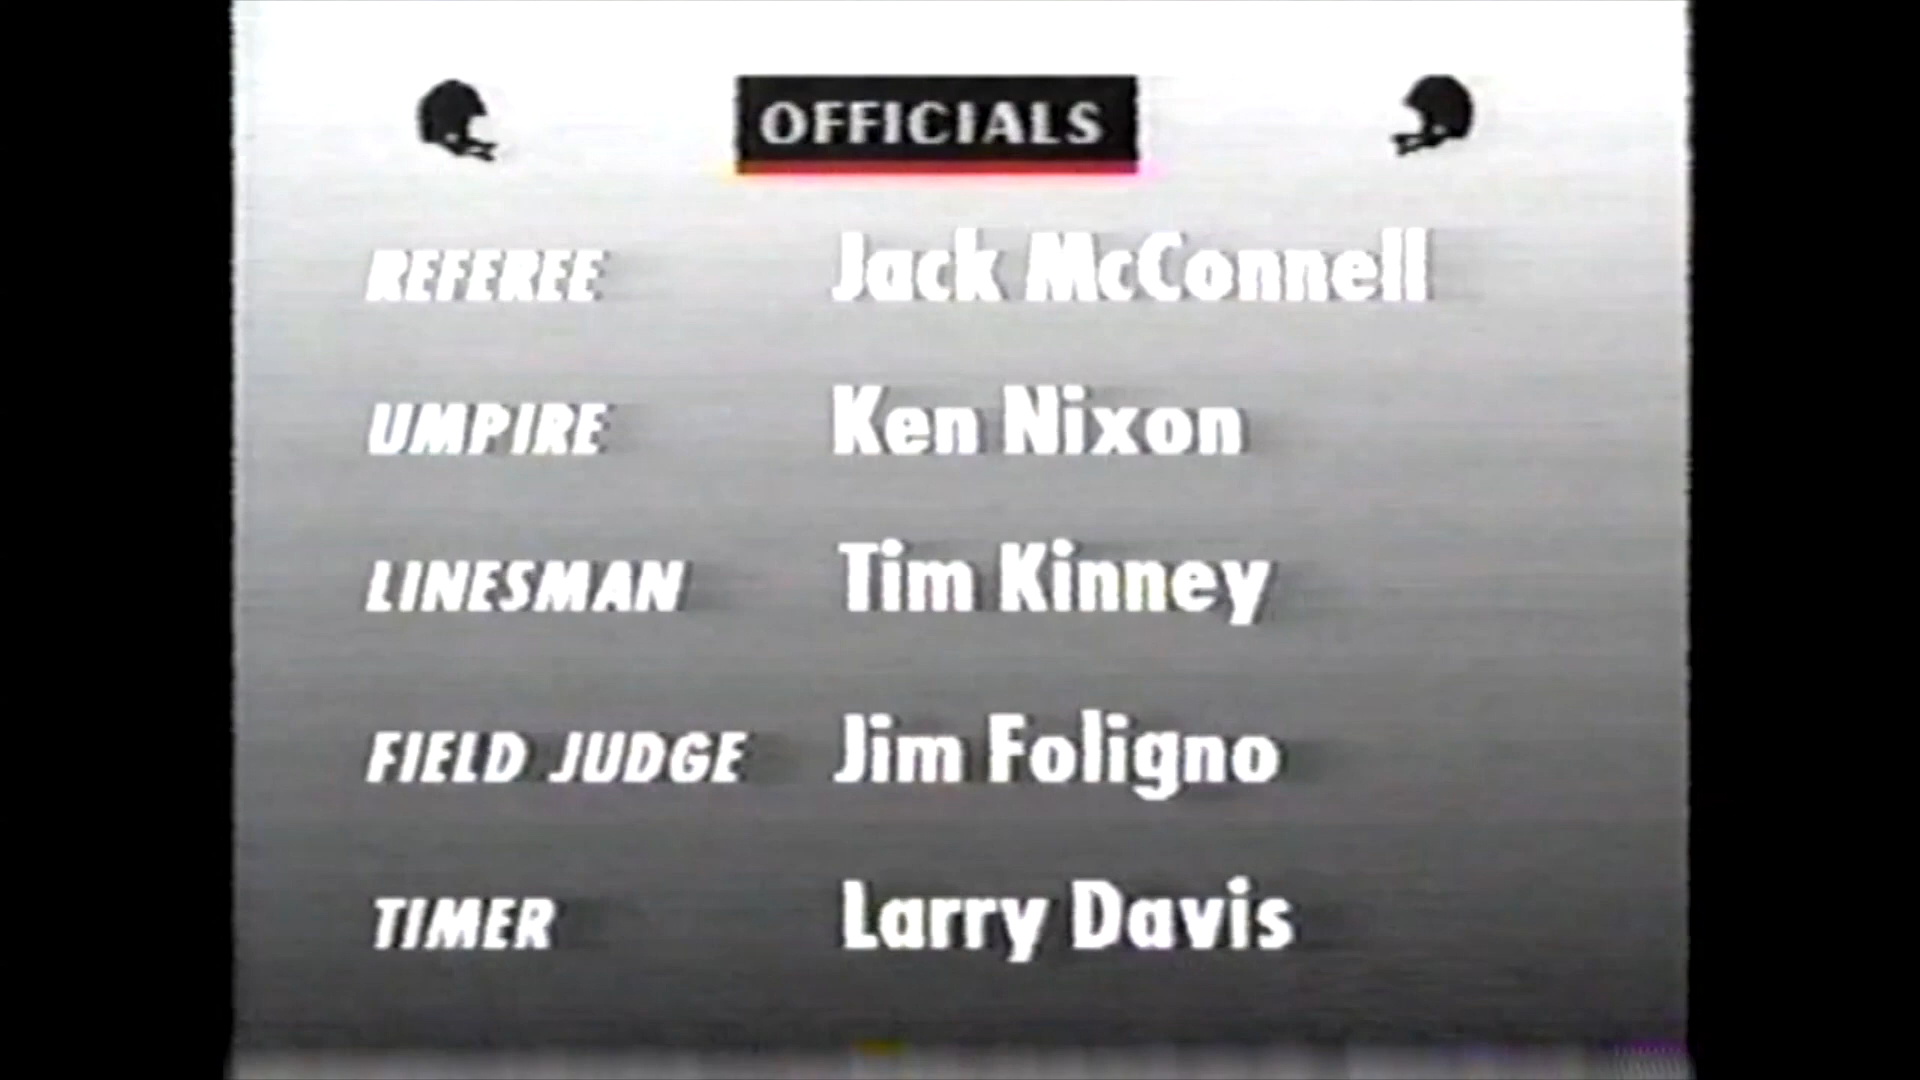 OFFICIALS
REFEREE Jack McConnell
UMPIRE Ken Nixon
LINESMAN Tim Kinney
FIELD JUDGE Jim Foligno
TIMER Larry Davis